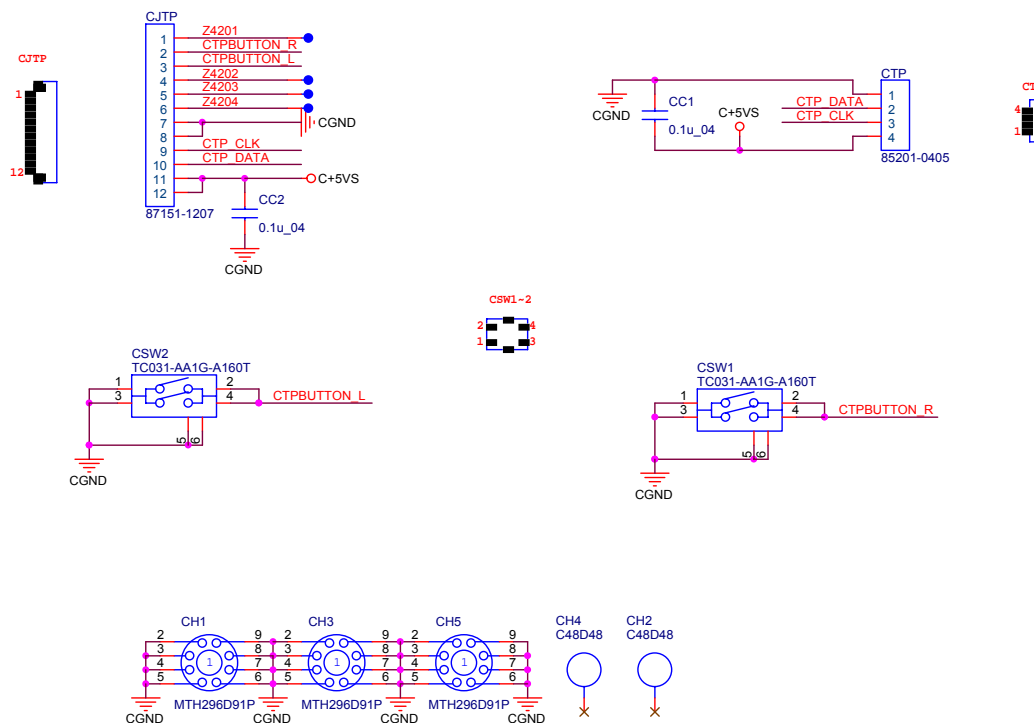 CJTP
1
12
CJTP
1
2
3
4
5
6
7
8
9
10
11
12
87151-1207
Z4201
CTPBUTTON_R
CTPBUTTON_L
Z4202
Z4203
Z4204
CGND
CTP_CLK
CTP_DATA
C+5VS
CC2
0.1u_04
CGND
CGND
CC1
0.1u_04
C+5VS
CTP_DATA
CTP_CLK
CTP
1
2
3
4
85201-0405
4
1
CSW1~2
2
4
1
3
CSW2
TC031-AA1G-A160T
1
2
3
4
5
6
CTPBUTTON_L
CGND
CSW1
TC031-AA1G-A160T
1
2
3
4
5
6
CTPBUTTON_R
CGND
CH1
2
9
3
8
4
7
5
6
1
MTH296D91P
CGND
CH3
2
9
3
8
4
7
5
6
1
MTH296D91P
CGND
CH5
2
9
3
8
4
7
5
6
1
MTH296D91P
CGND
CGND
CH4
C48D48
CH2
C48D48